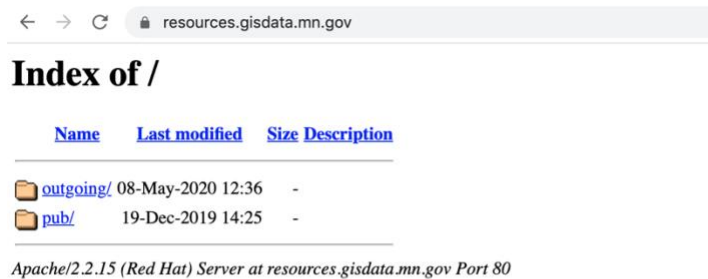 resources.gisdata.mn.gov
Index of /
Name Last modified Size Description
outgoing/ 08-May-2020 12:36 -
pub/ 19-Dec-2019 14:25 -
Apache/2.2.15 (Red Hat) Server at resources.gisdata.mn.gov Port 80